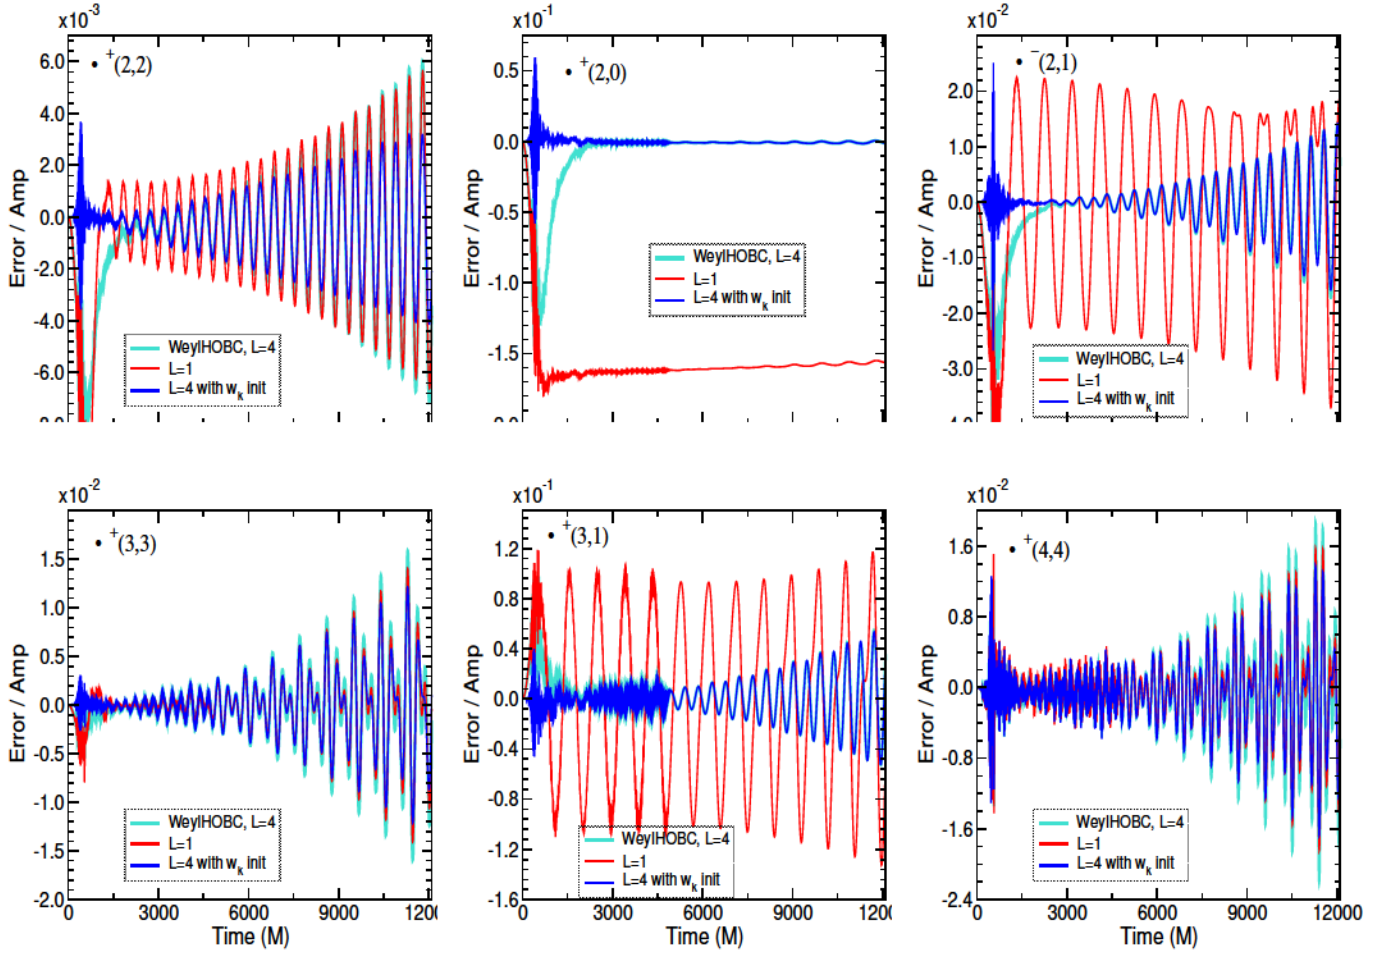 x10^-3
• ^+(2,2)
6.0
4.0
2.0
0.0
-2.0
-4.0
-6.0
Error / Amp
WeylHOBC, L=4
L=1
L=4 with w_k init
x10^-1
• ^+(2,0)
0.5
0.0
-0.5
-1.0
-1.5
0.0
Error / Amp
WeylHOBC, L=4
L=1
L=4 with w_k init
x10^-2
• ^-(2,1)
2.0
1.0
0.0
-1.0
-2.0
-3.0
Error / Amp
WeylHOBC, L=4
L=1
L=4 with w_k init
x10^-2
• ^+(3,3)
1.5
1.0
0.5
0.0
-0.5
-1.0
-1.5
-2.0
Error / Amp
WeylHOBC, L=4
L=1
L=4 with w_k init
0 3000 6000 9000
Time (M)
x10^-1
• ^+(3,1)
1.2
0.8
0.4
0.0
-0.4
-0.8
-1.2
-1.6
Error / Amp
WeylHOBC, L=4
L=1
L=4 with w_k init
0 3000 6000 9000
Time (M)
x10^-2
• ^+(4,4)
1.6
0.8
0.0
-0.8
-1.6
-2.4
Error / Amp
WeylHOBC, L=4
L=1
L=4 with w_k init
0 3000 6000 9000 12000
Time (M)